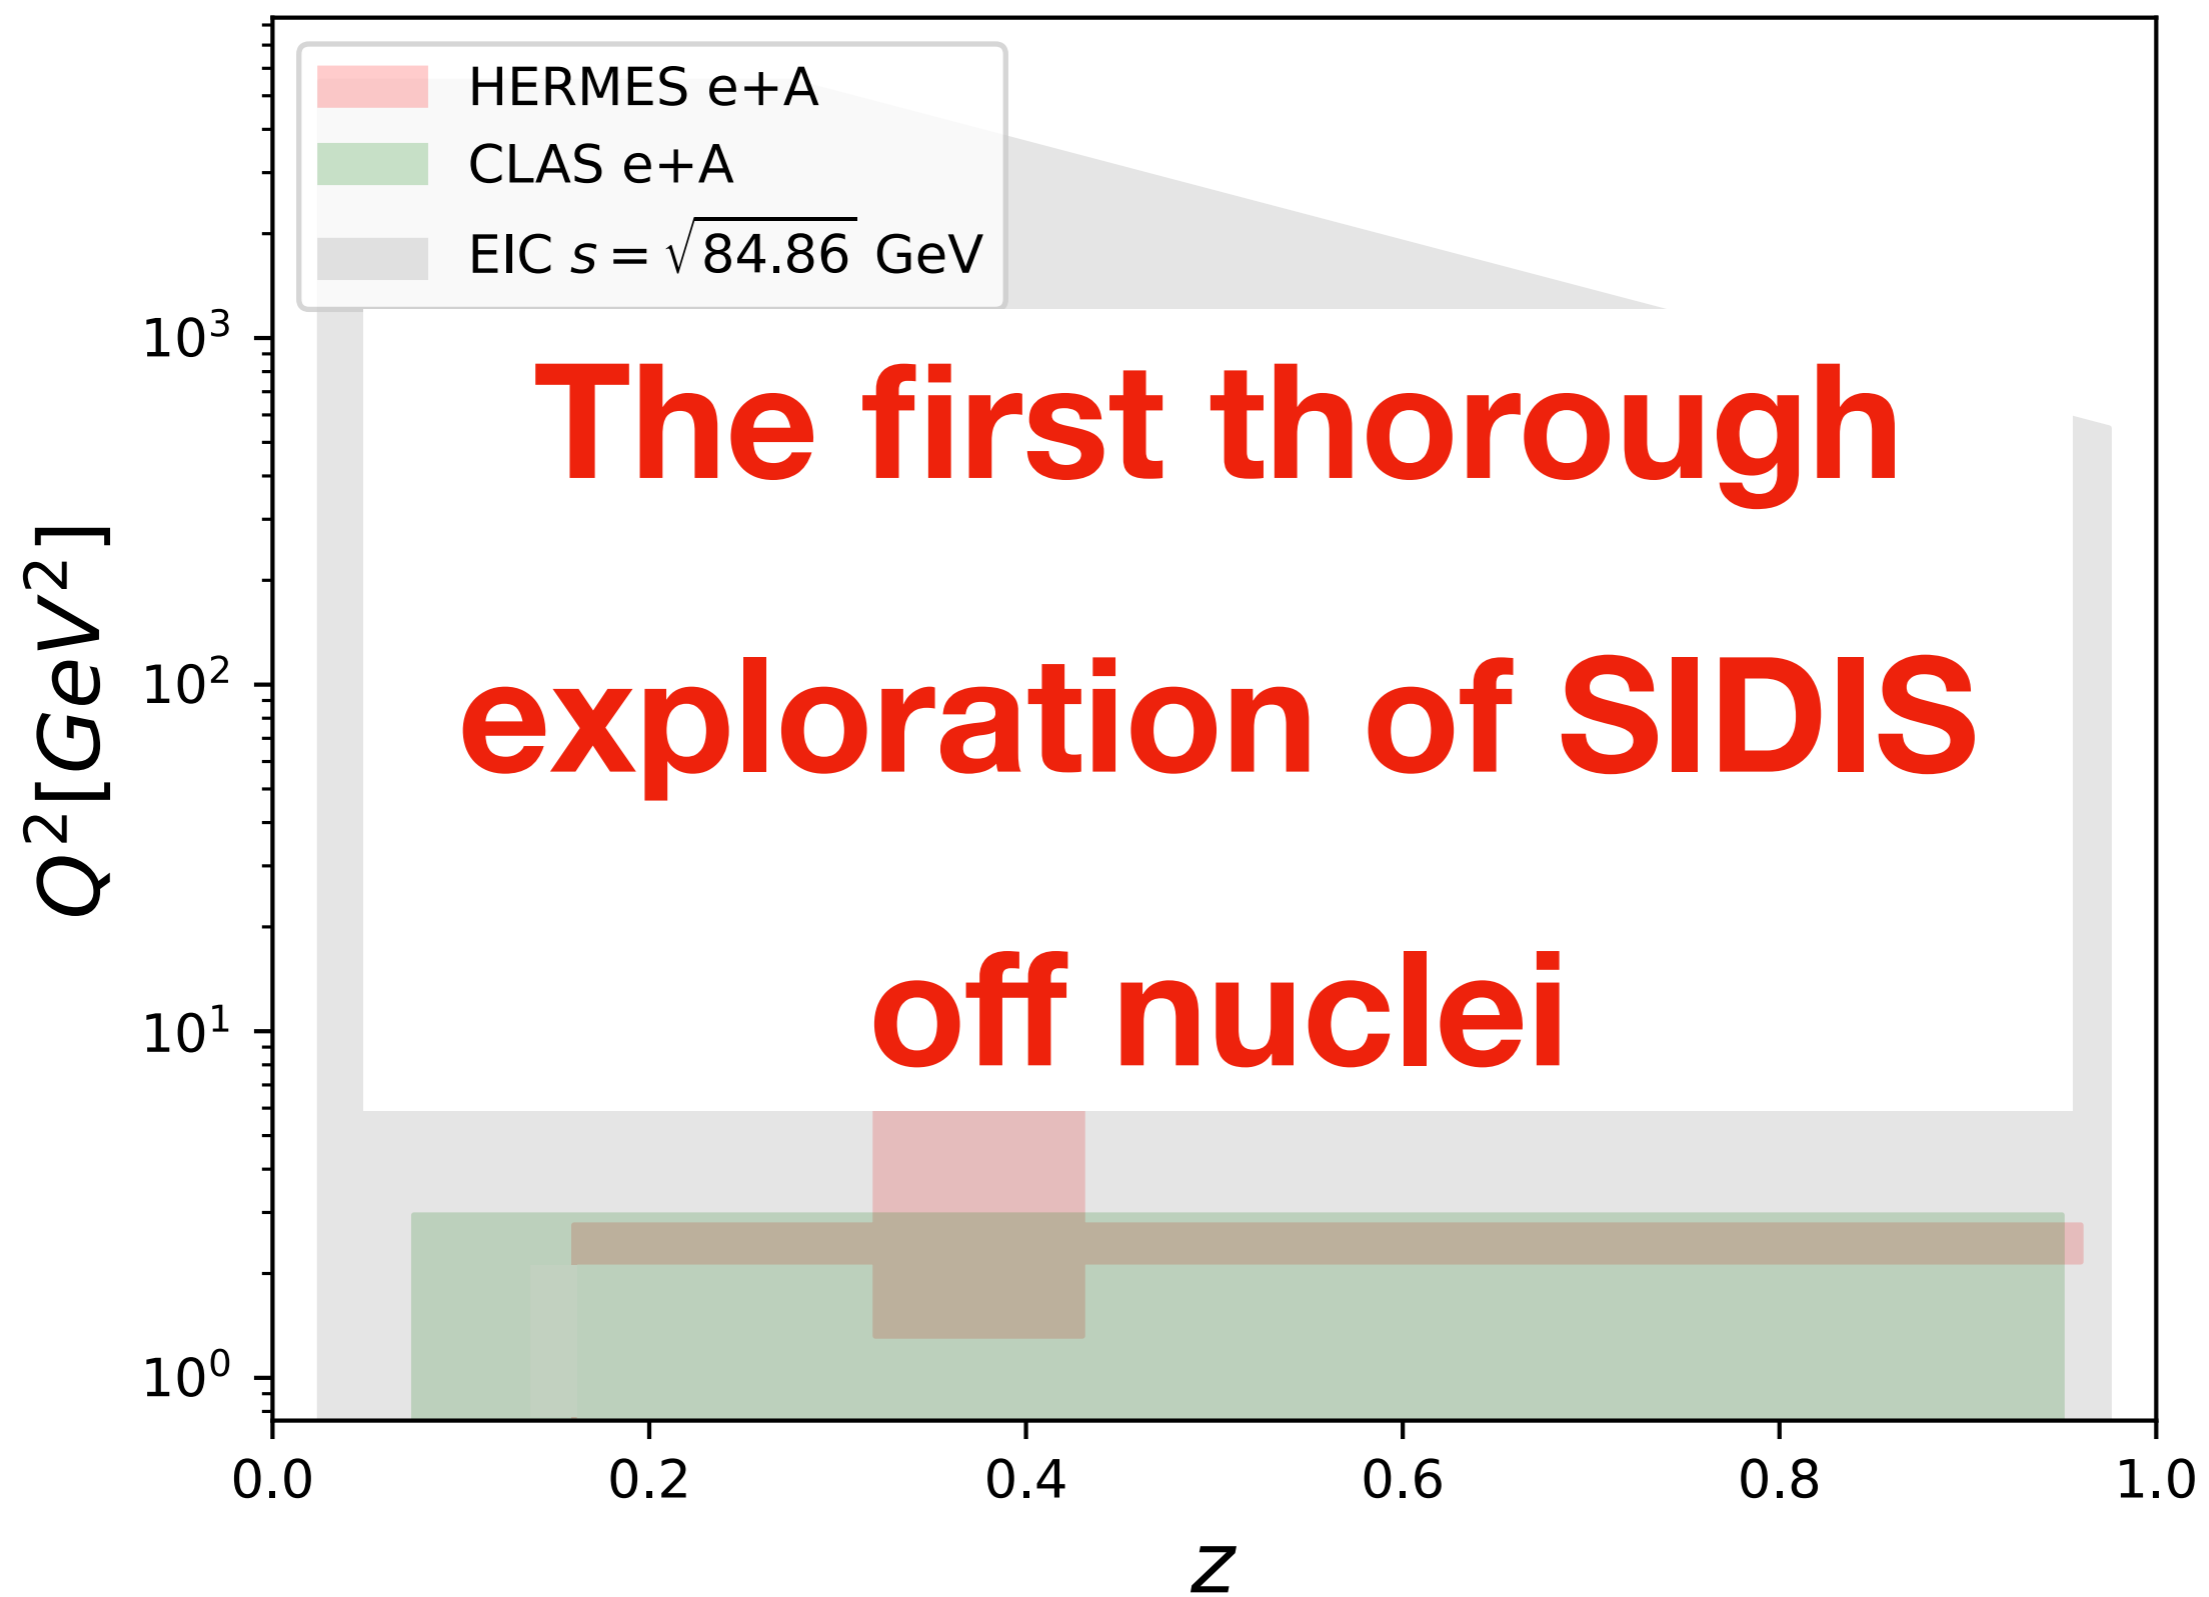 HERMES e+A
CLAS e+A
EIC s = √84.86 GeV
10³
The first thorough
exploration of SIDIS
off nuclei
10²
10¹
10⁰
Q²[GeV²]
0.0 0.2 0.4 0.6 0.8 1.0
z